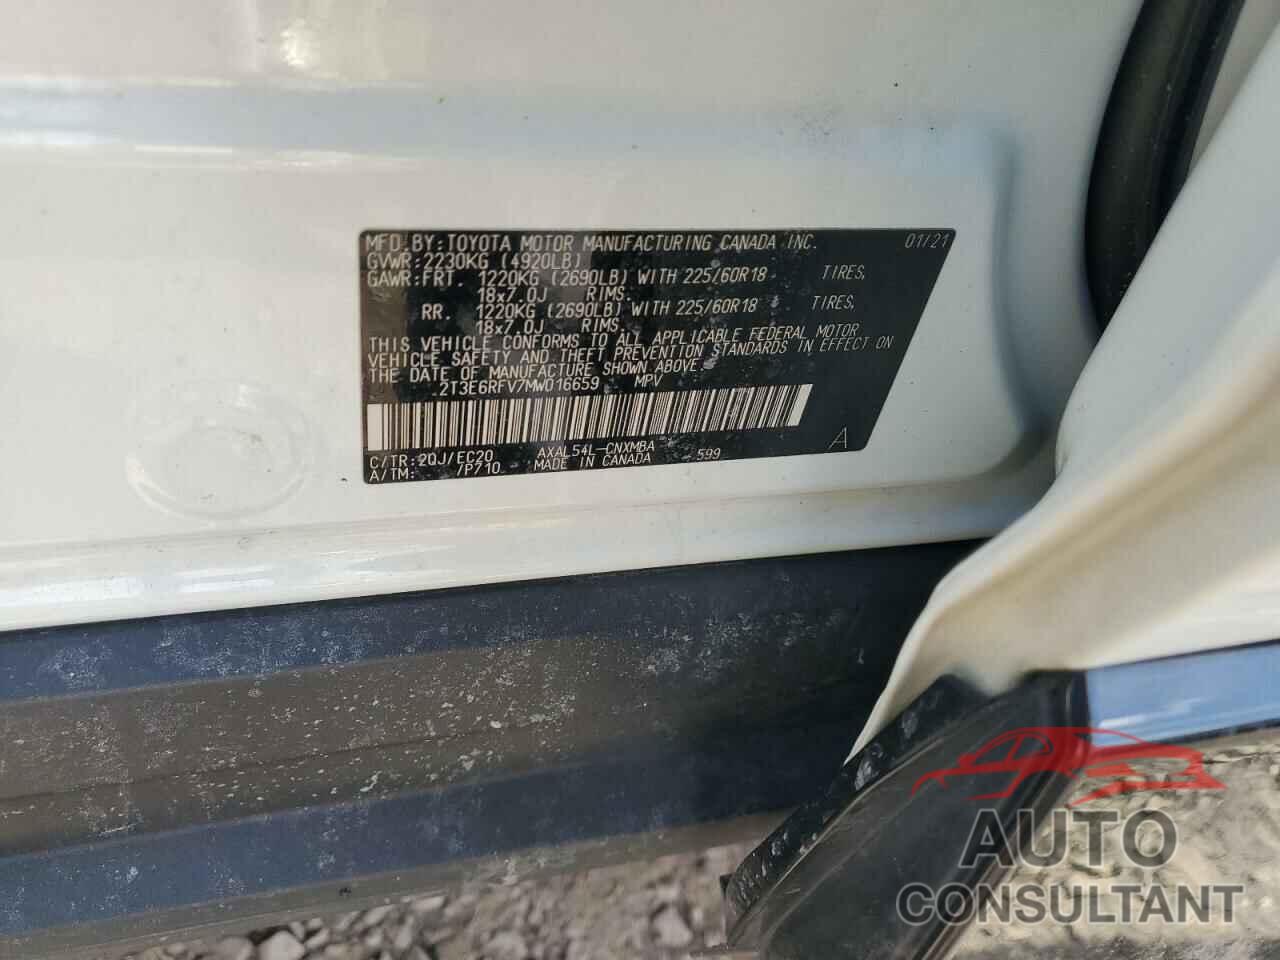 MFD. BY: TOYOTA MOTOR MANUFACTURING CANADA INC. 01/21
GVWR: 2230KG (4920LB)
GAWR: FRT. 1220KG (2690LB) WITH 225/60R18 TIRES,
18x7.0J RIMS.
RR. 1220KG (2690LB) WITH 225/60R18 TIRES,
18x7.0J RIMS.
THIS VEHICLE CONFORMS TO ALL APPLICABLE FEDERAL MOTOR
VEHICLE SAFETY AND THEFT PREVENTION STANDARDS IN EFFECT ON
THE DATE OF MANUFACTURE SHOWN ABOVE.
2T3E6RFV7MW016659 MPV
C/TR: 2QJ/EC20 AXAL54L-CNXMBA A
A/TM: /P710 MADE IN CANADA 599
AUTO
CONSULTANT